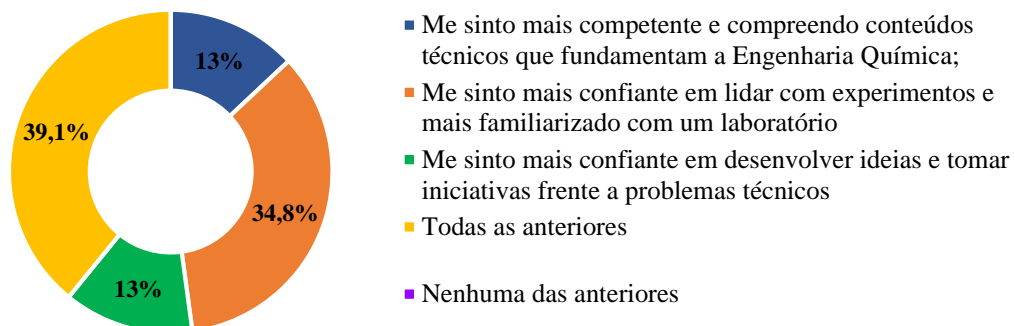 13%
34,8%
13%
39,1%
Me sinto mais competente e compreendo conteúdos
técnicos que fundamentam a Engenharia Química;
Me sinto mais confiante em lidar com experimentos e
mais familiarizado com um laboratório
Me sinto mais confiante em desenvolver ideias e tomar
iniciativas frente a problemas técnicos
Todas as anteriores
Nenhuma das anteriores